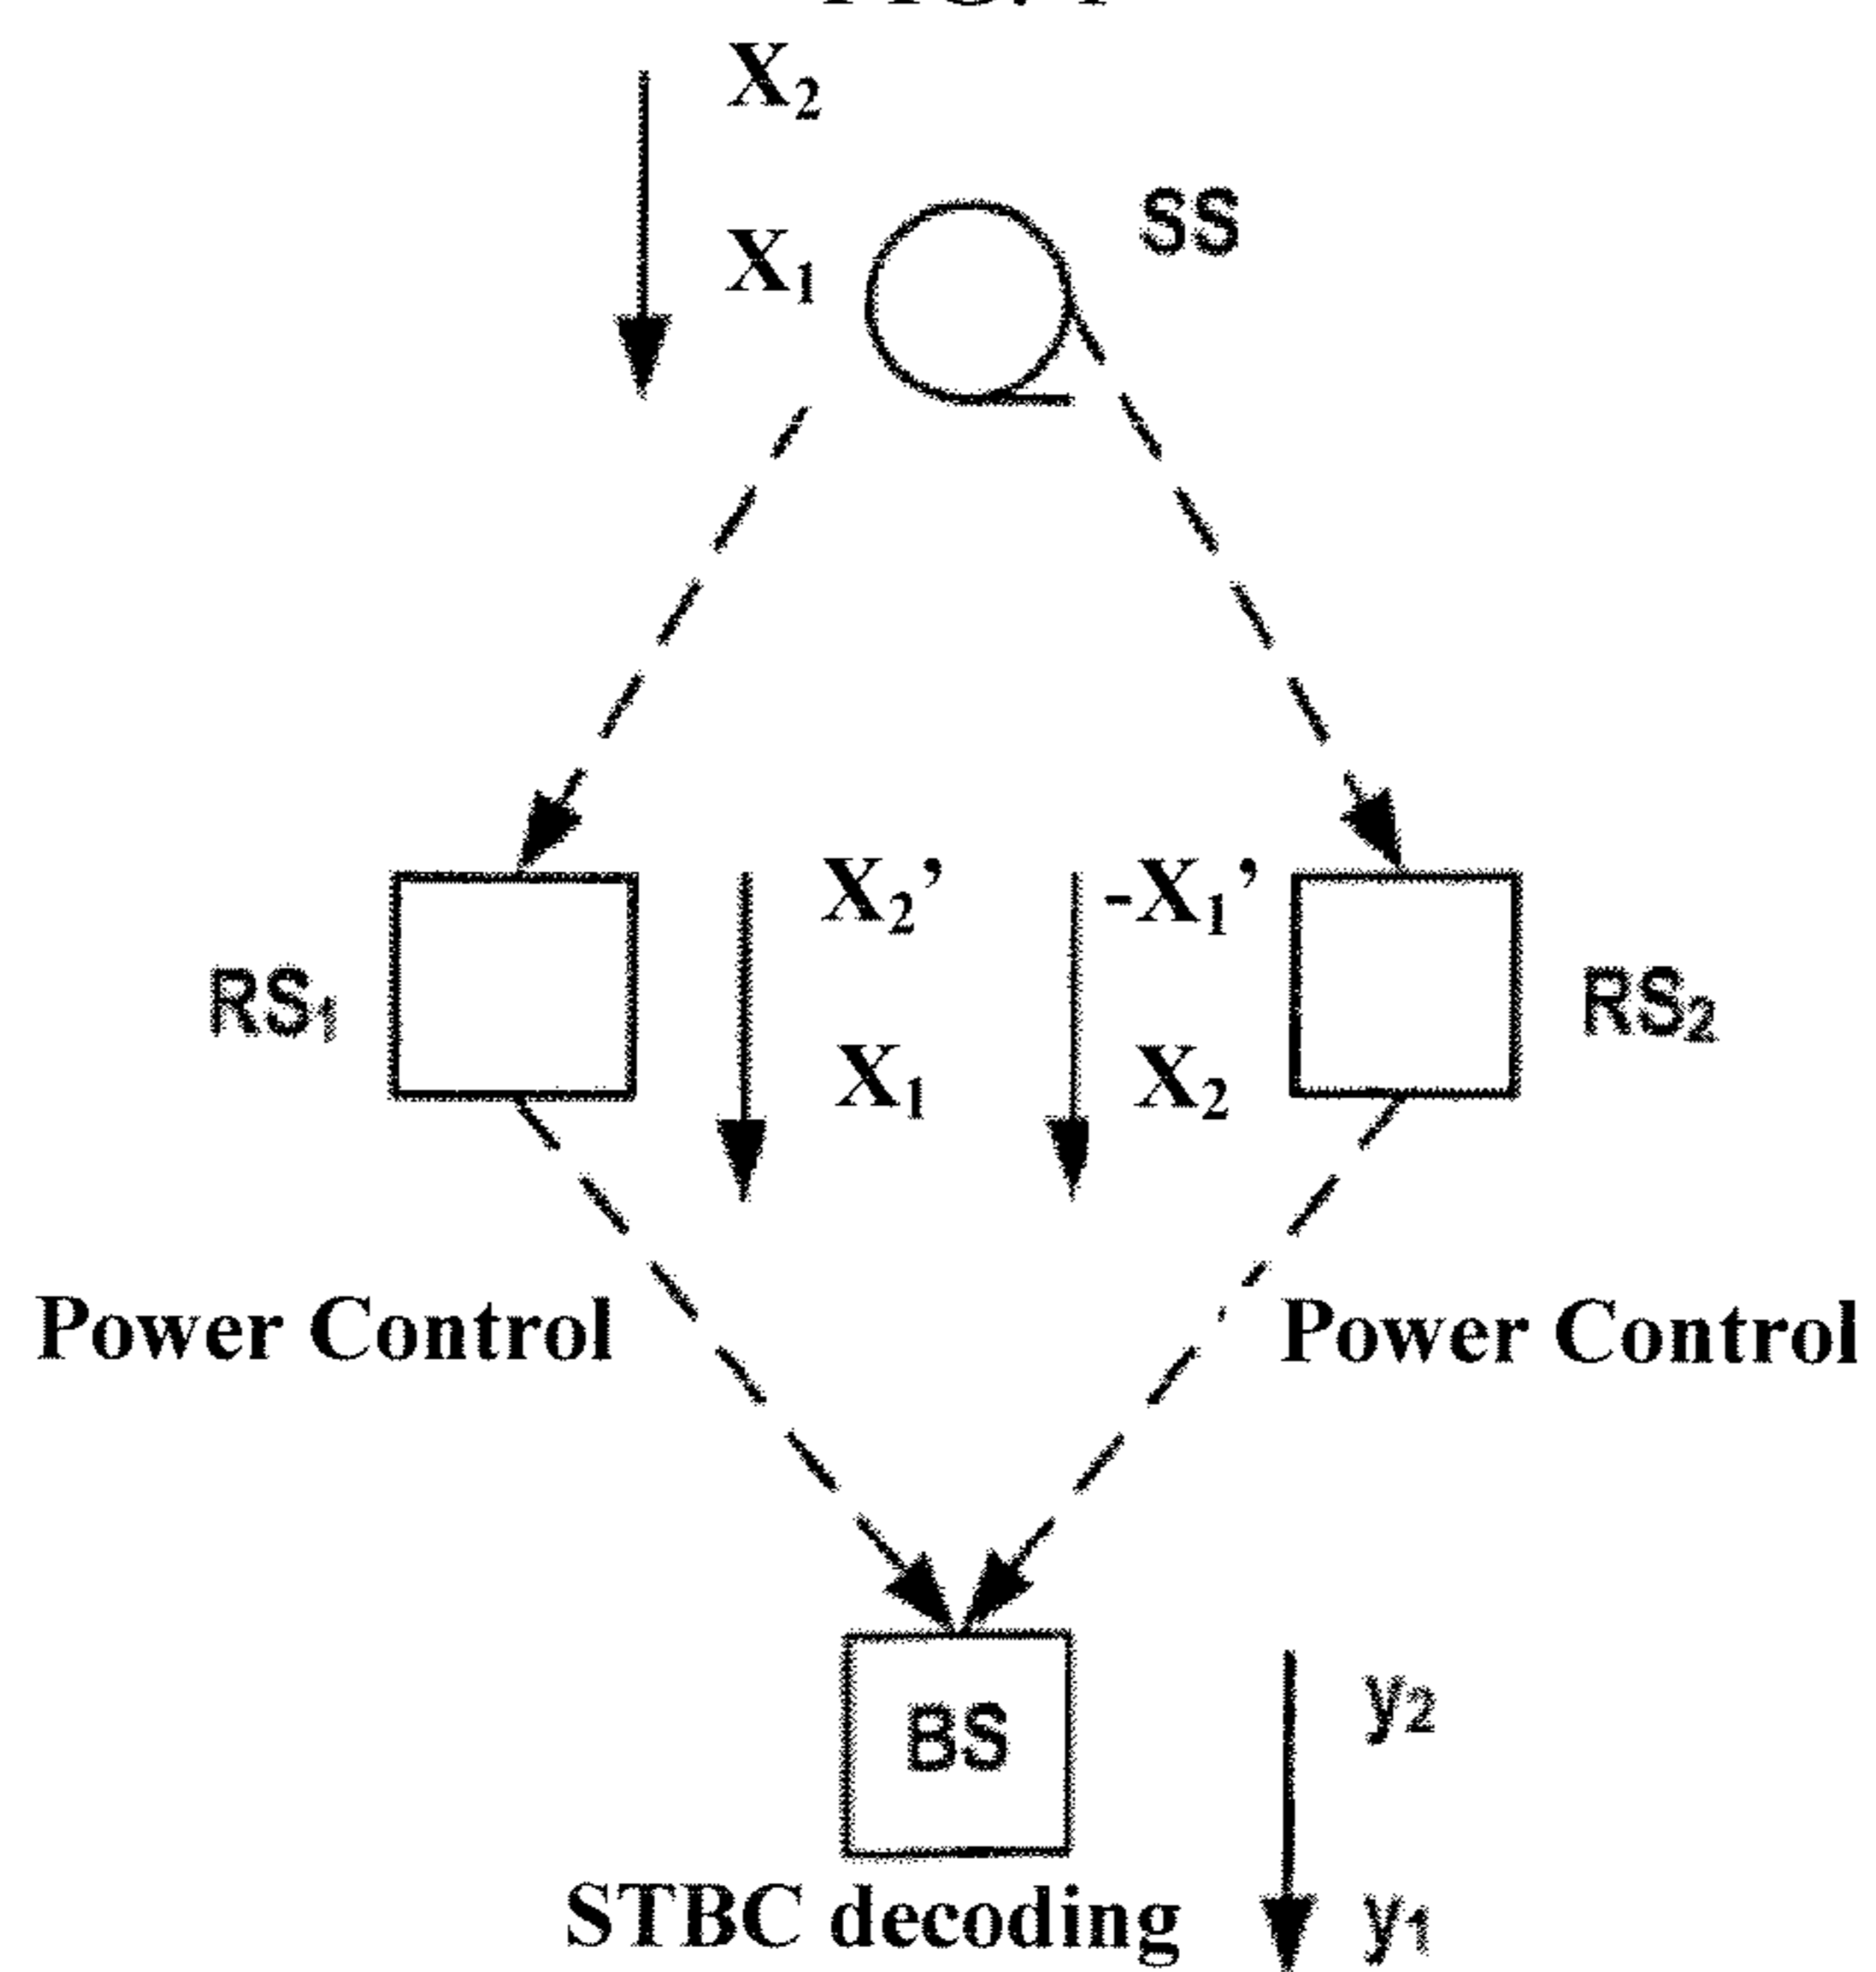 X2
SS
X1
X2’
-X1’
RS1
RS2
X1
X2
Power Control
Power Control
BS
y2
STBC decoding
y1